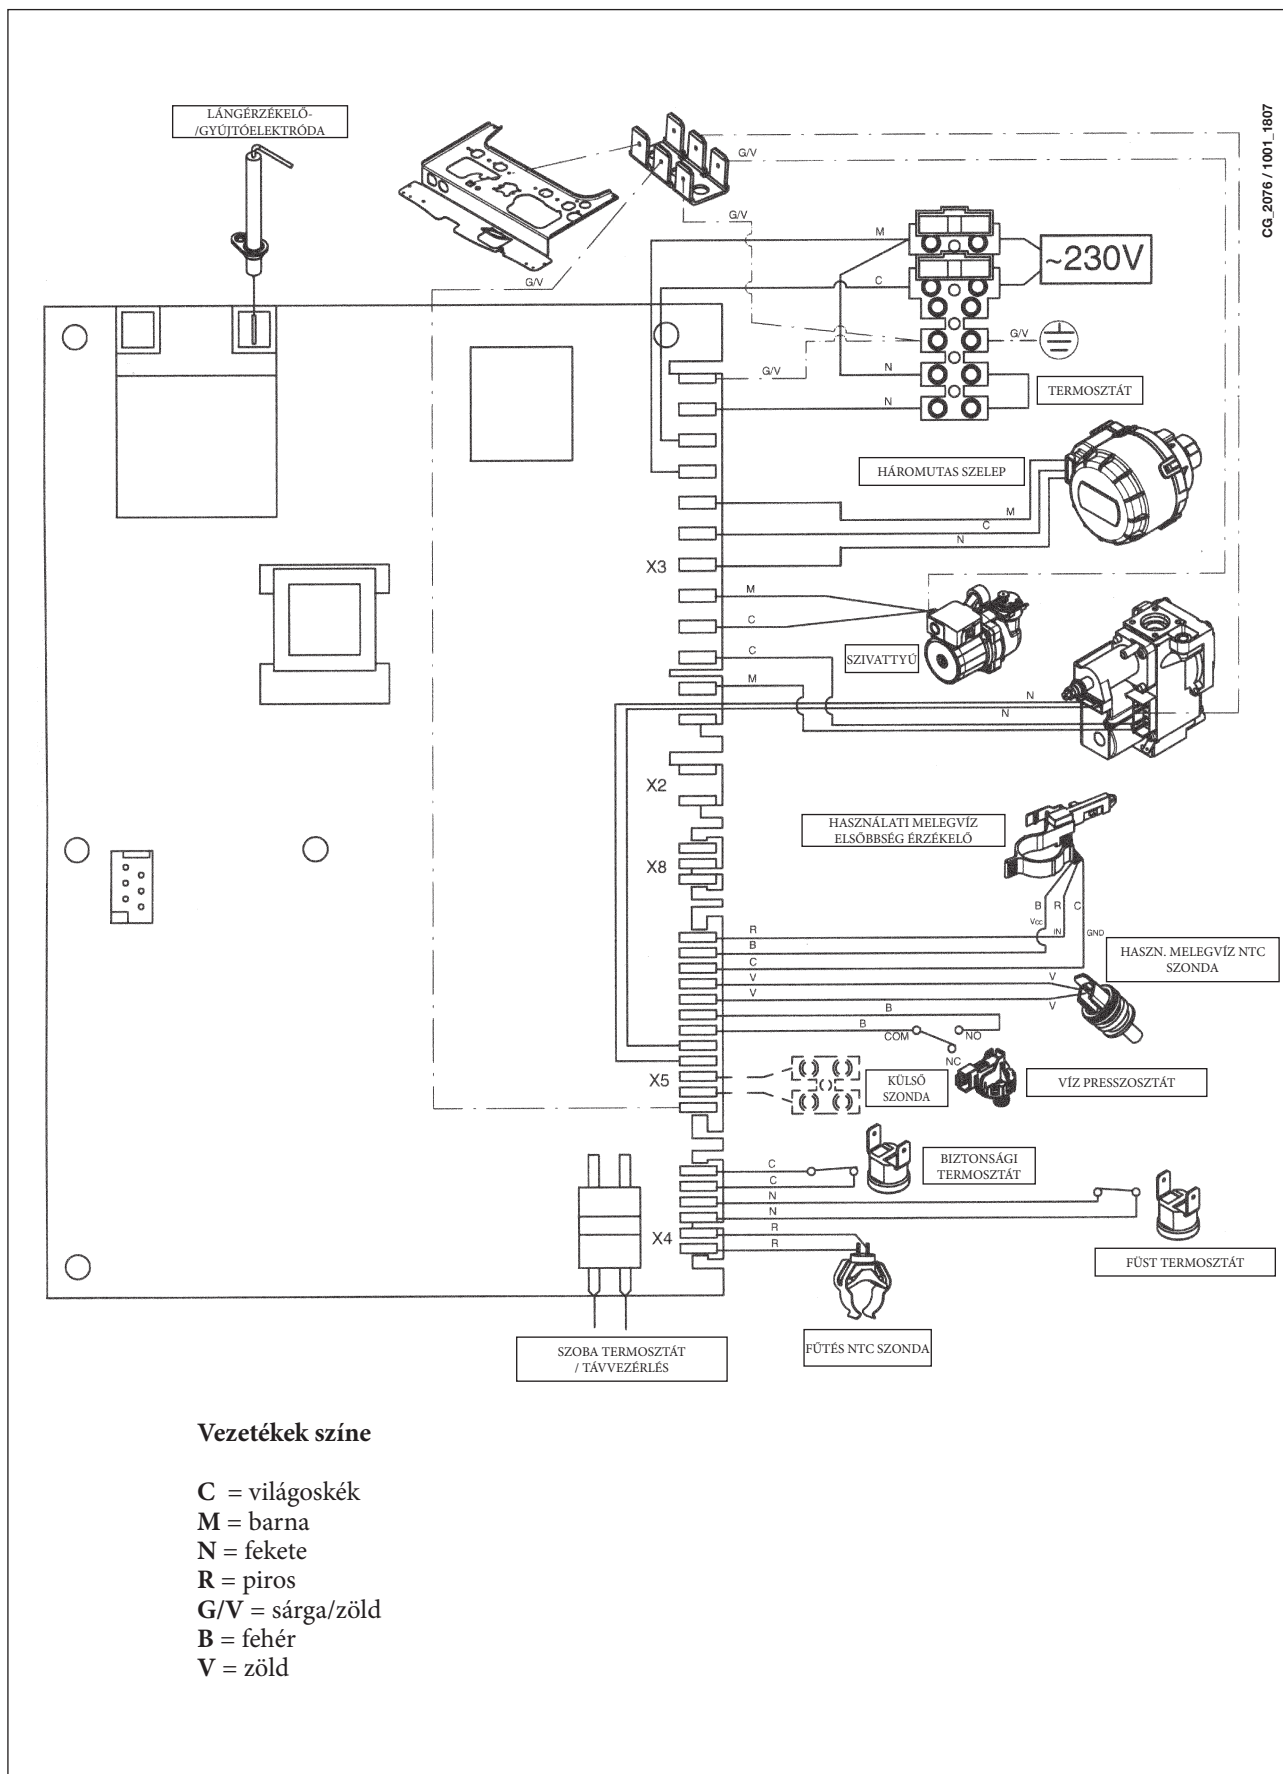 CG_2076 / 1001_1807
LÁNGÉRZÉKELŐ-
/GYÚJTÓELEKTRÓDA
G/V
G/V
G/V
G/V
M
~230V
C
G/V
G/V
N
TERMOSZTÁT
N
HÁROMUTAS SZELEP
M
C
N
X3
M
C
SZIVATTYÚ
C
M
N
N
X2
HASZNÁLATI MELEGVÍZ
ELSŐBBSÉG ÉRZÉKELŐ
X8
B R C
Vcc
IN
GND
R
B
C
V
V
V
V
HASZN. MELEGVÍZ NTC
SZONDA
B
B
COM
NO
NC
X5
KÜLSŐ
SZONDA
VÍZ PRESSZOSZTÁT
C
C
BIZTONSÁGI
TERMOSZTÁT
N
N
R
R
X4
FÜST TERMOSZTÁT
SZOBA TERMOSZTÁT
/ TÁVVEZÉRLÉS
FŰTÉS NTC SZONDA
Vezetékek színe
C = világoskék
M = barna
N = fekete
R = piros
G/V = sárga/zöld
B = fehér
V = zöld